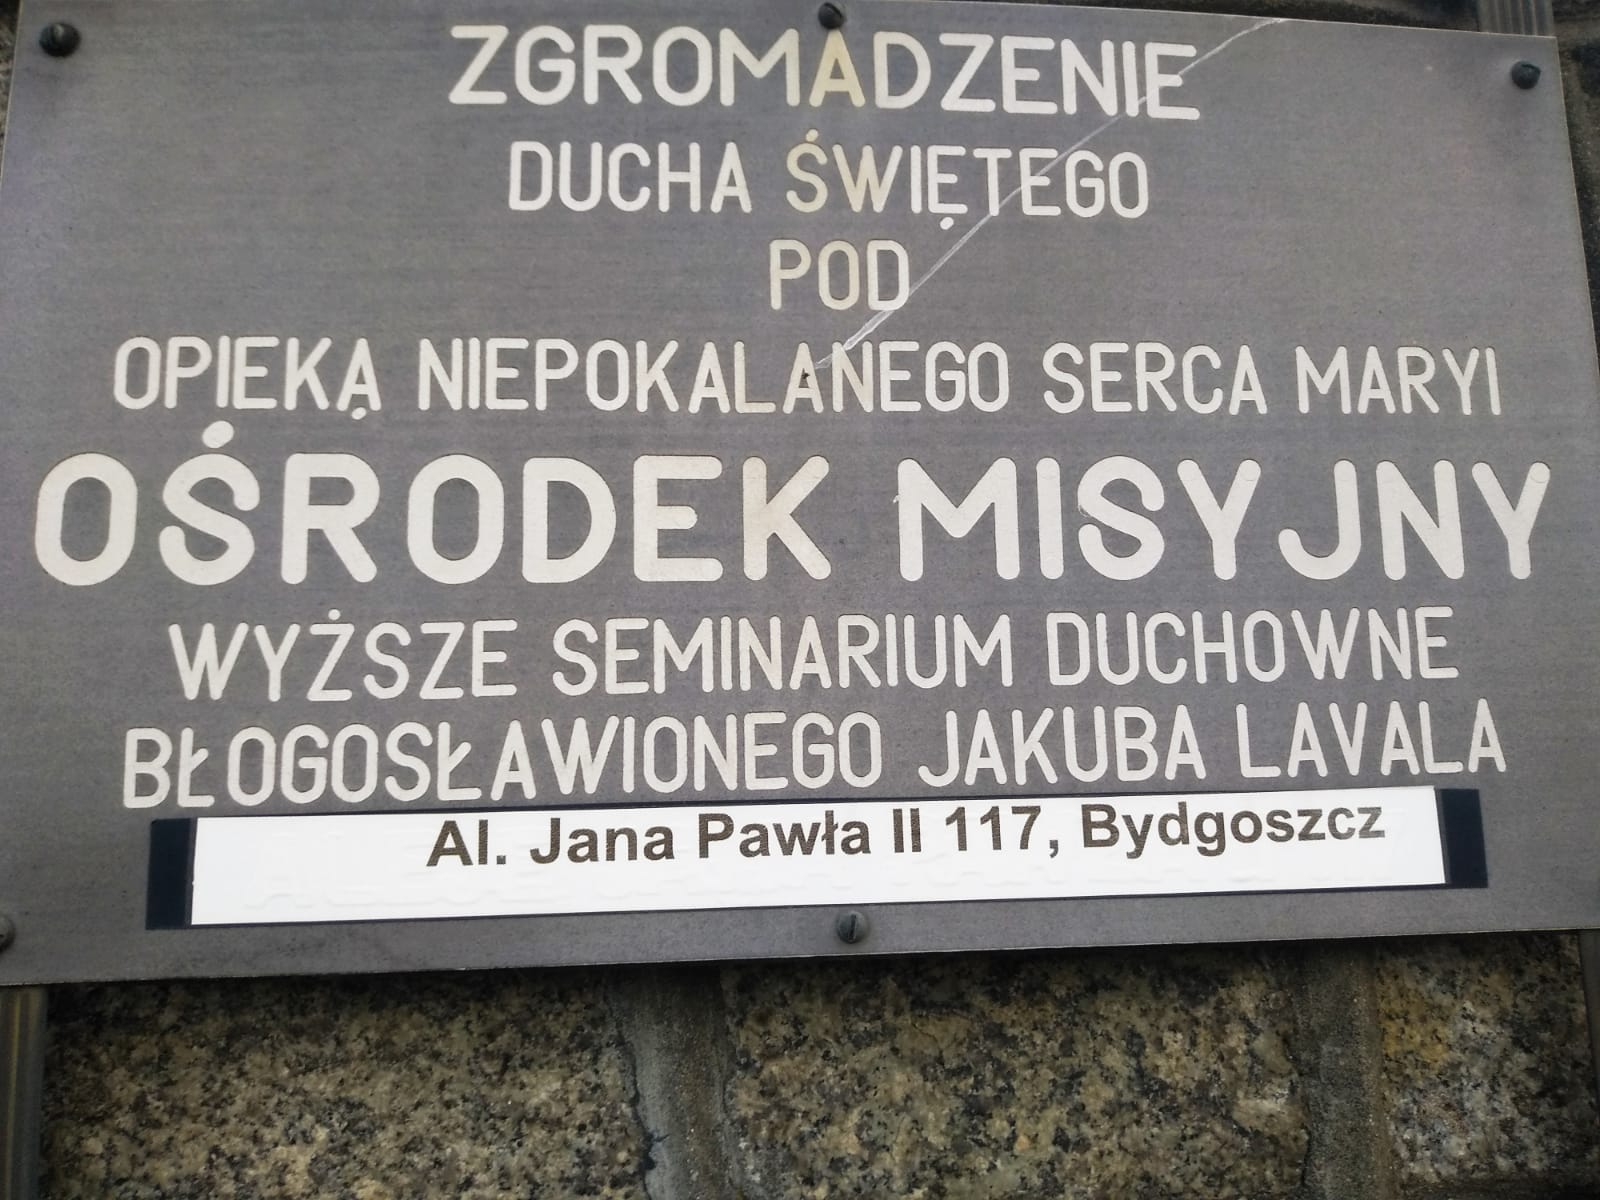 ZGROMADZENIE
DUCHA ŚWIĘTEGO
POD
OPIEKĄ NIEPOKALANEGO SERCA MARYI
OŚRODEK MISYJNY
WYŻSZE SEMINARIUM DUCHOWNE
BŁOGOSŁAWIONEGO JAKUBA LAVALA
Al. Jana Pawła II 117, Bydgoszcz